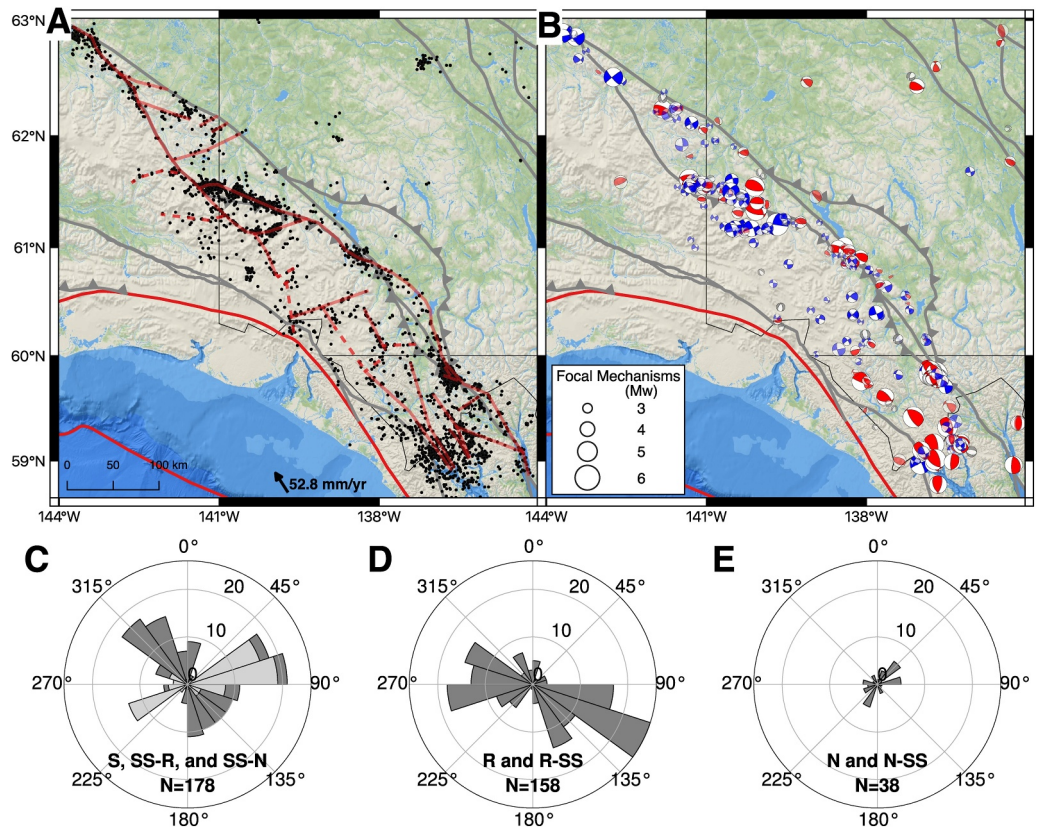 A
B
63°N
62°N
61°N
60°N
59°N
0 50 100 km
52.8 mm/yr
Focal Mechanisms
(Mw)
3
4
5
6
144°W 141°W 138°W 144°W 141°W 138°W
C
D
E
0°
315°
20
45°
10
0
270°
90°
S, SS-R, and SS-N
225°
135°
N=178
180°
0°
315°
20
45°
10
0
270°
90°
R and R-SS
225°
135°
N=158
180°
0°
315°
20
45°
10
0
270°
90°
N and N-SS
225°
135°
N=38
180°